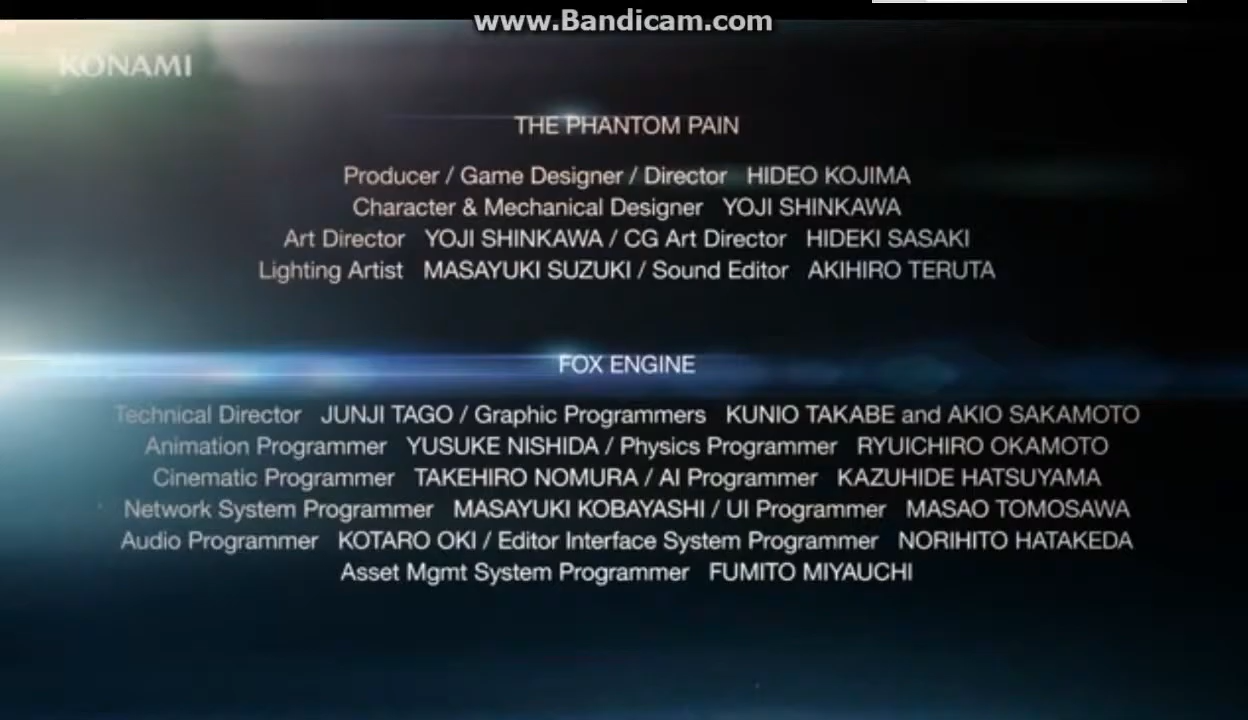 www.Bandicam.com
KONAMI
THE PHANTOM PAIN
Producer / Game Designer / Director HIDEO KOJIMA
Character & Mechanical Designer YOJI SHINKAWA
Art Director YOJI SHINKAWA / CG Art Director HIDEKI SASAKI
Lighting Artist MASAYUKI SUZUKI / Sound Editor AKIHIRO TERUTA
FOX ENGINE
Technical Director JUNJI TAGO / Graphic Programmers KUNIO TAKABE and AKIO SAKAMOTO
Animation Programmer YUSUKE NISHIDA / Physics Programmer RYUICHIRO OKAMOTO
Cinematic Programmer TAKEHIRO NOMURA / AI Programmer KAZUHIDE HATSUYAMA
Network System Programmer MASAYUKI KOBAYASHI / UI Programmer MASAO TOMOSAWA
Audio Programmer KOTARO OKI / Editor Interface System Programmer NORIHITO HATAKEDA
Asset Mgmt System Programmer FUMITO MIYAUCHI